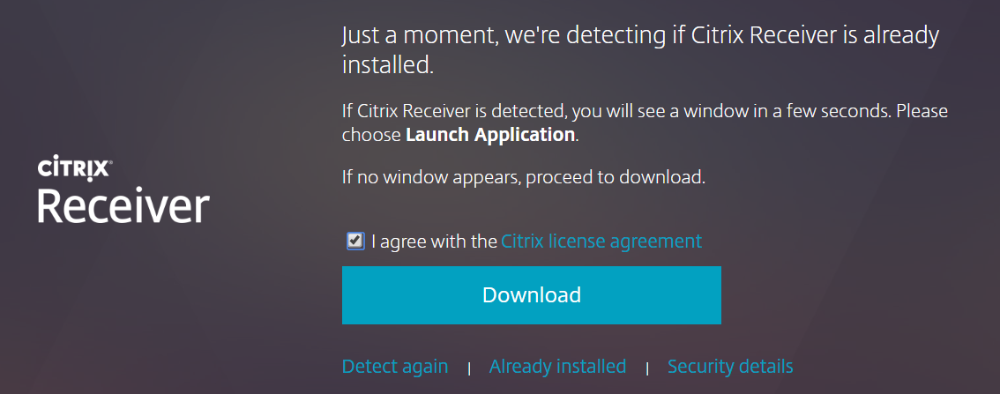 Just a moment, we're detecting if Citrix Receiver is already
installed.
If Citrix Receiver is detected, you will see a window in a few seconds. Please
choose Launch Application.
If no window appears, proceed to download.
CİTRIX®
Receiver
I agree with the Citrix license agreement
Download
Detect again | Already installed | Security details